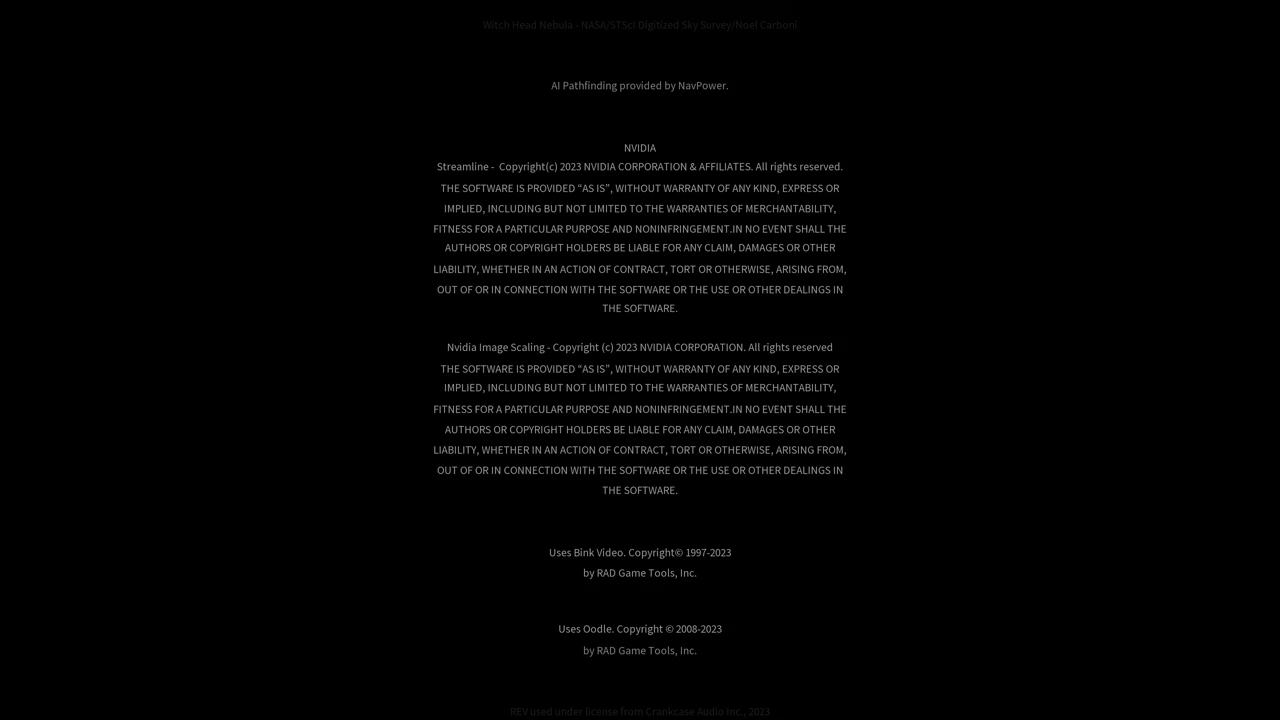 Witch Head Nebula - NASA/STScI Digitized Sky Survey/Noel Carboni
AI Pathfinding provided by NavPower.
NVIDIA
Streamline -  Copyright(c) 2023 NVIDIA CORPORATION & AFFILIATES. All rights reserved.
THE SOFTWARE IS PROVIDED “AS IS”, WITHOUT WARRANTY OF ANY KIND, EXPRESS OR
IMPLIED, INCLUDING BUT NOT LIMITED TO THE WARRANTIES OF MERCHANTABILITY,
FITNESS FOR A PARTICULAR PURPOSE AND NONINFRINGEMENT.IN NO EVENT SHALL THE
AUTHORS OR COPYRIGHT HOLDERS BE LIABLE FOR ANY CLAIM, DAMAGES OR OTHER
LIABILITY, WHETHER IN AN ACTION OF CONTRACT, TORT OR OTHERWISE, ARISING FROM,
OUT OF OR IN CONNECTION WITH THE SOFTWARE OR THE USE OR OTHER DEALINGS IN
THE SOFTWARE.
Nvidia Image Scaling - Copyright (c) 2023 NVIDIA CORPORATION. All rights reserved
THE SOFTWARE IS PROVIDED “AS IS”, WITHOUT WARRANTY OF ANY KIND, EXPRESS OR
IMPLIED, INCLUDING BUT NOT LIMITED TO THE WARRANTIES OF MERCHANTABILITY,
FITNESS FOR A PARTICULAR PURPOSE AND NONINFRINGEMENT.IN NO EVENT SHALL THE
AUTHORS OR COPYRIGHT HOLDERS BE LIABLE FOR ANY CLAIM, DAMAGES OR OTHER
LIABILITY, WHETHER IN AN ACTION OF CONTRACT, TORT OR OTHERWISE, ARISING FROM,
OUT OF OR IN CONNECTION WITH THE SOFTWARE OR THE USE OR OTHER DEALINGS IN
THE SOFTWARE.
Uses Bink Video. Copyright© 1997-2023
by RAD Game Tools, Inc.
Uses Oodle. Copyright © 2008-2023
by RAD Game Tools, Inc.
REV used under license from Crankcase Audio Inc., 2023